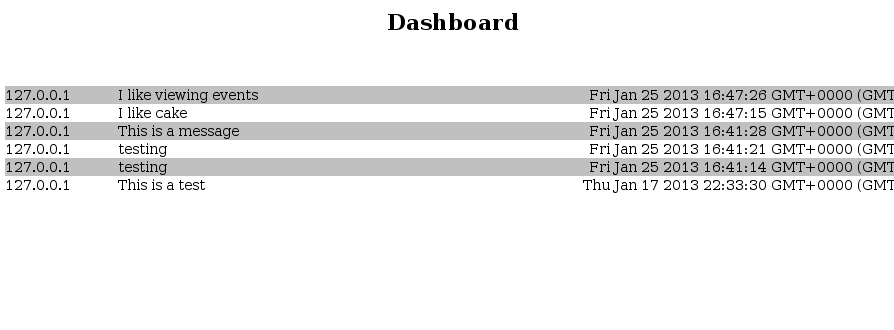 Dashboard
127.0.0.1 I like viewing events Fri Jan 25 2013 16:47:26 GMT+0000 (GMT
127.0.0.1 I like cake Fri Jan 25 2013 16:47:15 GMT+0000 (GMT
127.0.0.1 This is a message Fri Jan 25 2013 16:41:28 GMT+0000 (GMT
127.0.0.1 testing Fri Jan 25 2013 16:41:21 GMT+0000 (GMT
127.0.0.1 testing Fri Jan 25 2013 16:41:14 GMT+0000 (GMT
127.0.0.1 This is a test Thu Jan 17 2013 22:33:30 GMT+0000 (GMT